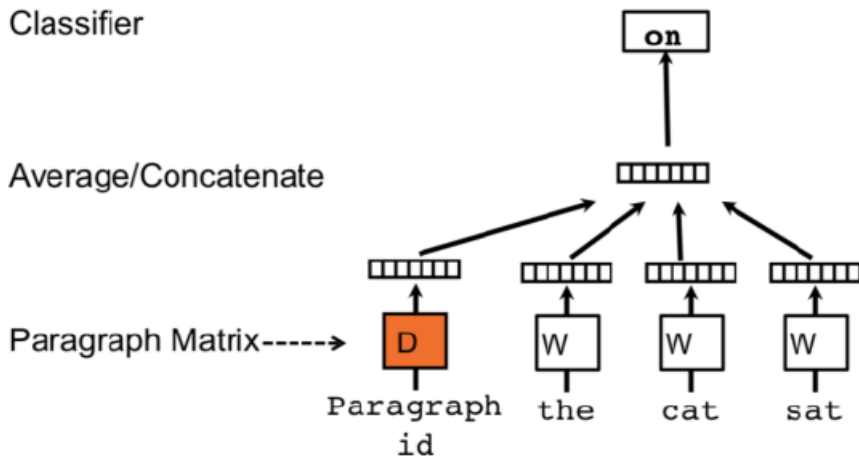 Classifier
on
Average/Concatenate
Paragraph Matrix
D
W
W
W
Paragraph
id
the
cat
sat